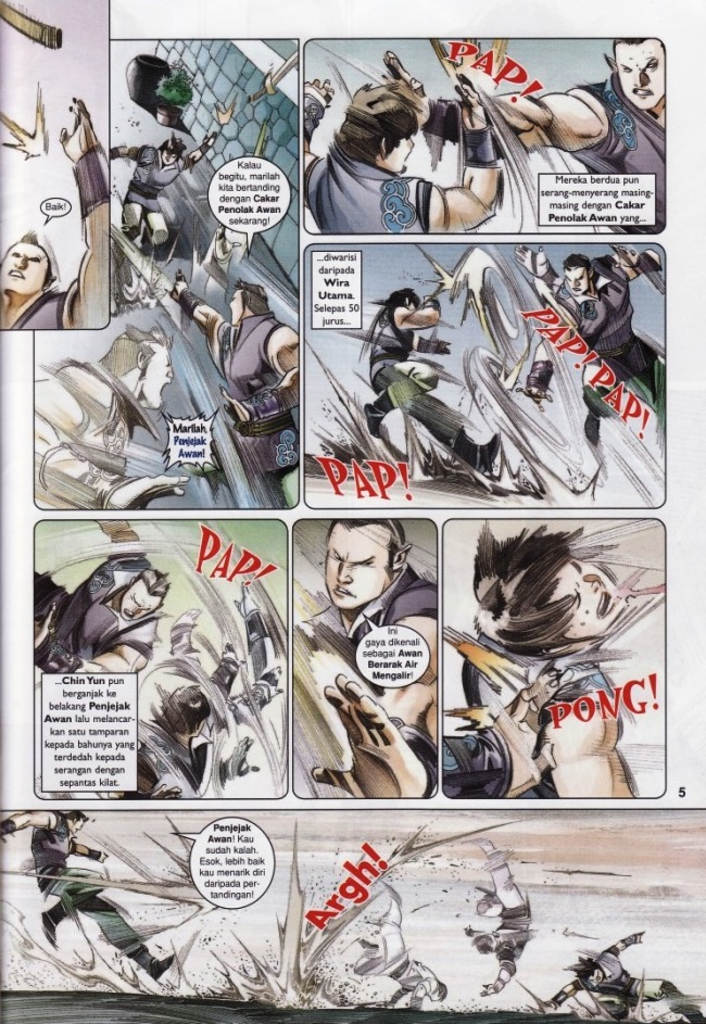 Baik!
Kalau
begitu, marilah
kita bertanding
dengan Cakar
Penolak Awan
sekarang!
Marilah,
Penjejak
Awan!
PAP!
Mereka berdua pun
serang-menyerang masing-
masing dengan Cakar
Penolak Awan yang...
...diwarisi
daripada
Wira
Utama.
Selepas 50
jurus...
PAP! PAP!
PAP!
PAP!
...Chin Yun pun
berganjak ke
belakang Penjejak
Awan lalu melancar-
kan satu tamparan
kepada bahunya yang
terdedah kepada
serangan dengan
sepantas kilat.
Ini
yang dikenali
sebagai Awan
Berarak Air
Mengalir!
PONG!
5
Penjejak
Awan! Kau
sudah kalah.
Esok, lebih baik
kau menarik diri
daripada per-
tandingan!
Argh!